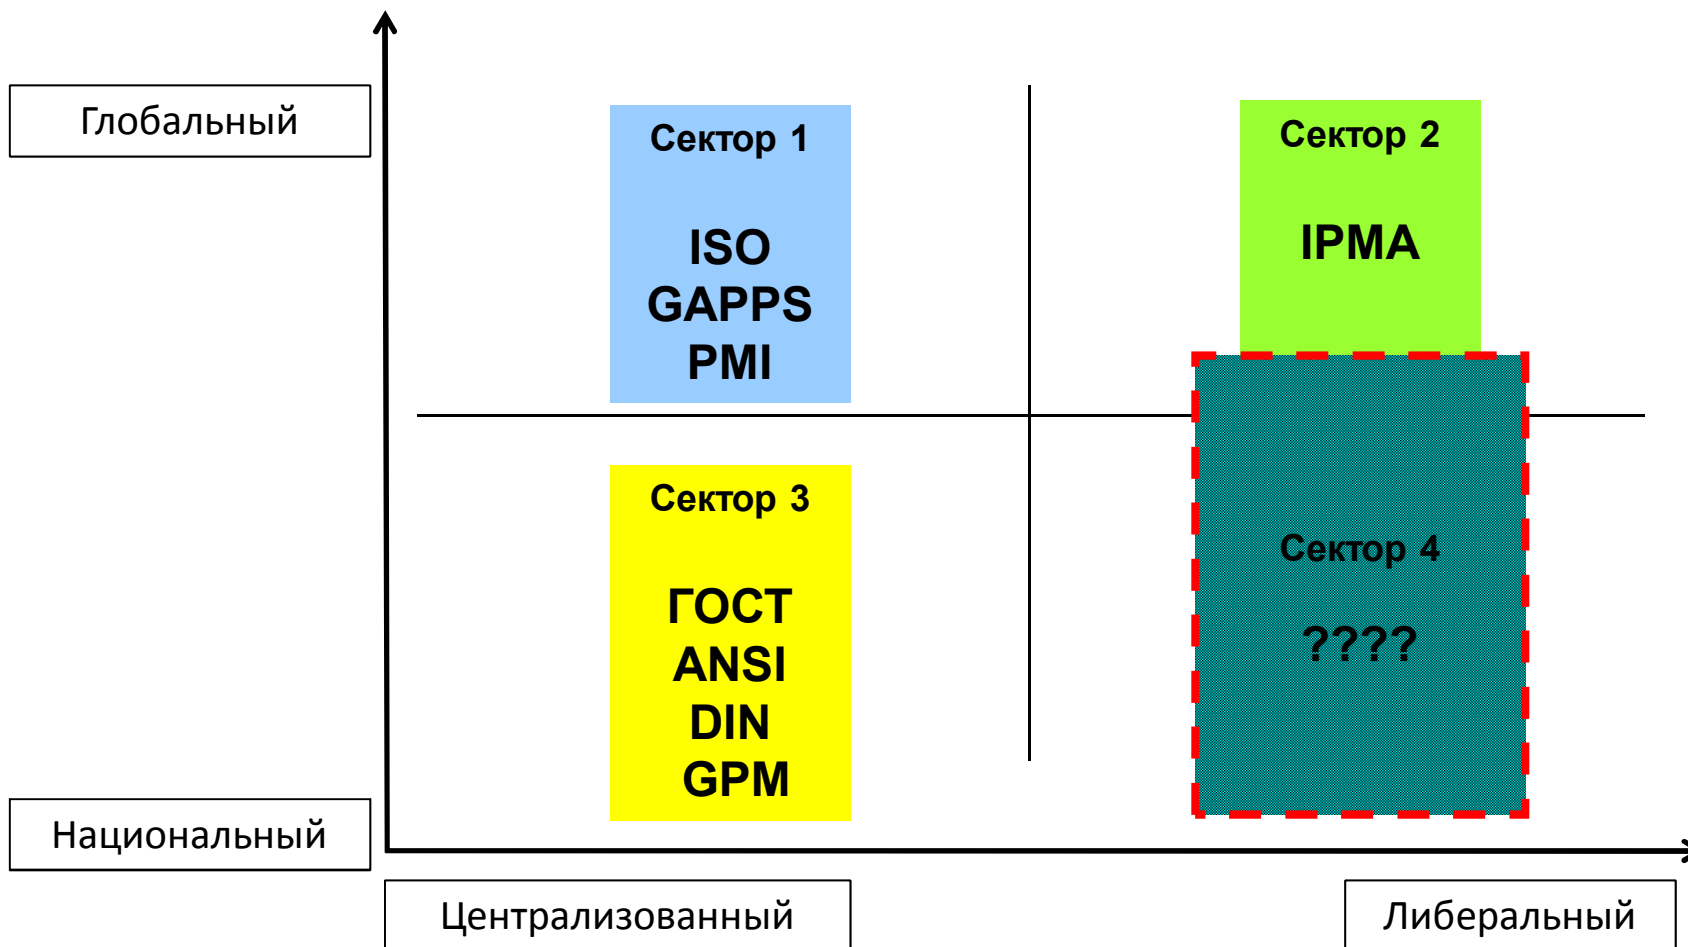 Глобальный
Сектор 1
ISO
GAPPS
PMI
Сектор 2
IPMA
Сектор 3
ГОСТ
ANSI
DIN
GPM
Сектор 4
????
Национальный
Централизованный
Либеральный